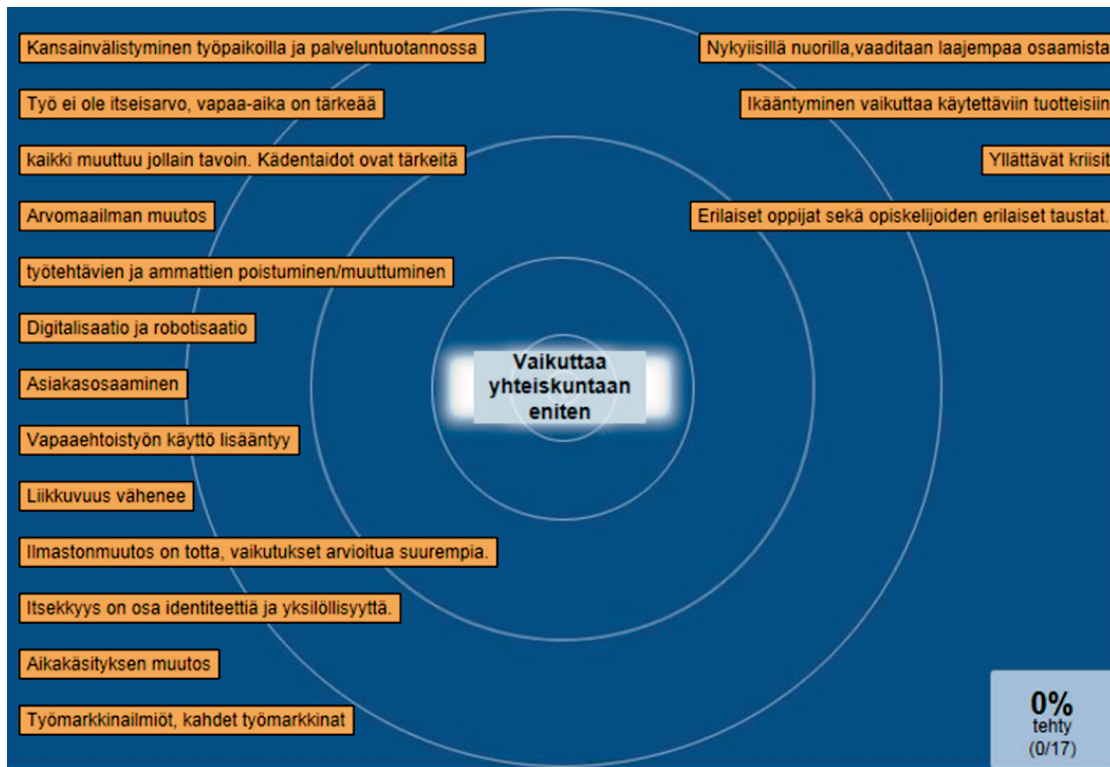 Kansainvälistyminen työpaikoilla ja palveluntuotannossa
Työ ei ole itseisarvo, vapaa-aika on tärkeää
kaikki muuttuu jollain tavoin. Kädentaidot ovat tärkeitä
Arvomaailman muutos
työtehtävien ja ammattien poistuminen/muuttuminen
Digitalisaatio ja robotisaatio
Asiakasosaaminen
Vapaaehtoistyön käyttö lisääntyy
Liikkuvuus vähenee
Ilmastonmuutos on totta, vaikutukset arvioitua suurempia.
Itsekkyys on osa identiteettiä ja yksilöllisyyttä.
Aikakäsityksen muutos
Työmarkkinailmiöt, kahdet työmarkkinat
Nykyiisillä nuorilla,vaaditaan laajempaa osaamista
Ikääntyminen vaikuttaa käytettäviin tuotteisiin
Yllättävät kriisit
Erilaiset oppijat sekä opiskelijoiden erilaiset taustat.
Vaikuttaa
yhteiskuntaan
eniten
0%
tehty
(0/17)